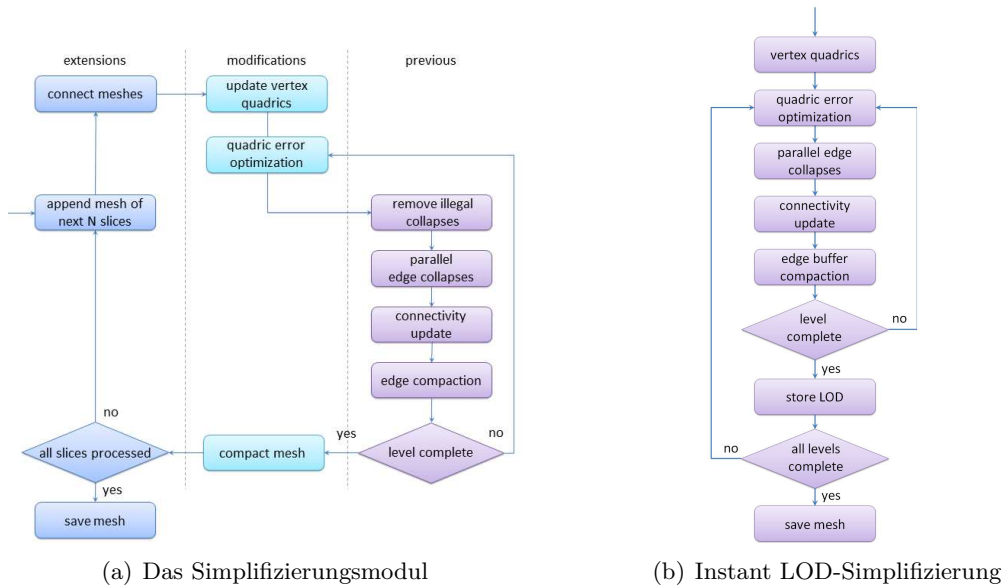 extensions
modifications
previous
connect meshes
update vertex
quadrics
quadric error
optimization
append mesh of
next N slices
remove illegal
collapses
parallel
edge collapses
connectivity
update
edge compaction
no
yes
no
all slices processed
compact mesh
level complete
yes
save mesh
(a) Das Simplifizierungsmodul
vertex quadrics
quadric error
optimization
parallel edge
collapses
connectivity
update
edge buffer
compaction
level
complete
no
yes
store LOD
no
all levels
complete
yes
save mesh
(b) Instant LOD-Simplifizierung